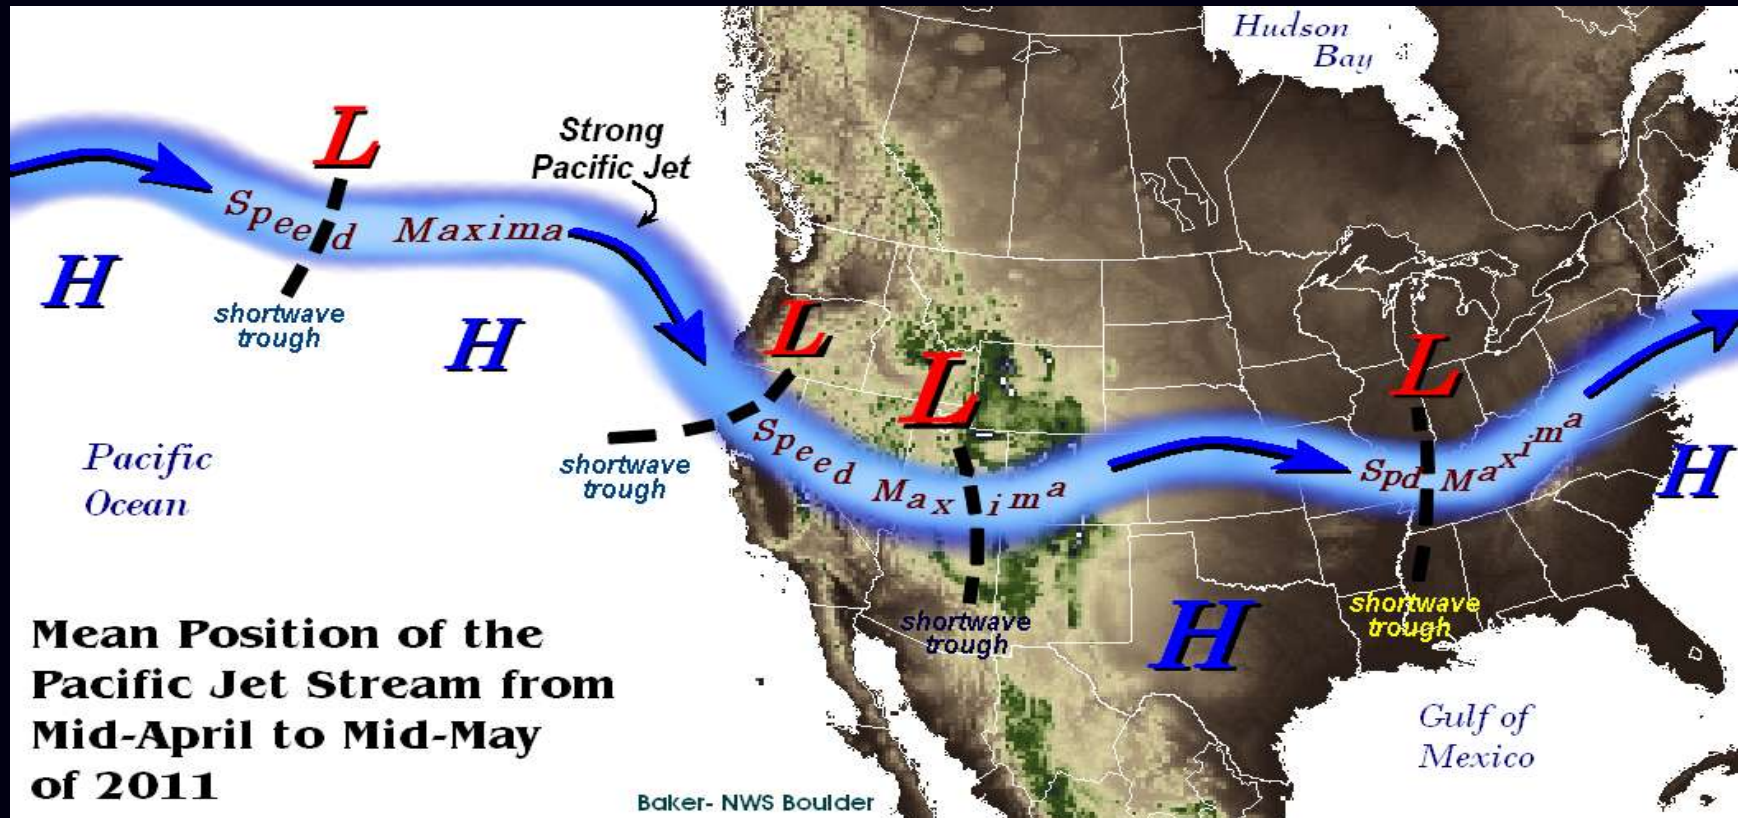 Hudson
Bay
L
Strong
Pacific Jet
Speed Maxima
H
shortwave
trough
H
L
L
L
Pacific
Ocean
shortwave
trough
Speed Maxima
Spd Maxima
H
H
shortwave
trough
shortwave
trough
Mean Position of the
Pacific Jet Stream from
Mid-April to Mid-May
of 2011
Gulf of
Mexico
Baker- NWS Boulder